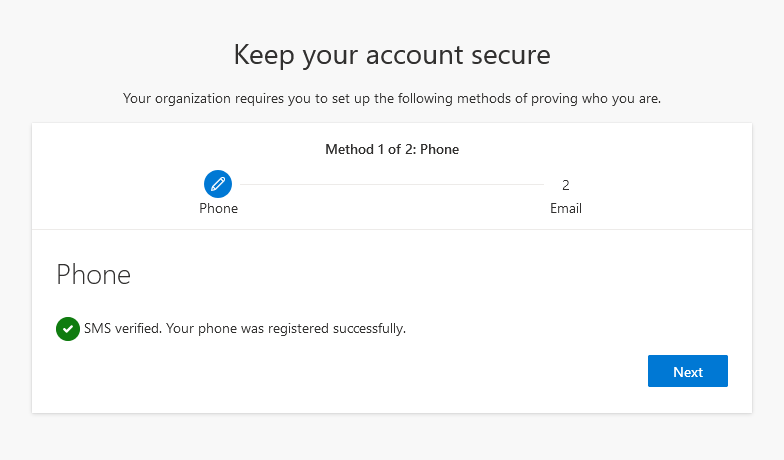 Keep your account secure
Your organization requires you to set up the following methods of proving who you are.
Method 1 of 2: Phone
2
Phone
Email
Phone
SMS verified. Your phone was registered successfully.
Next